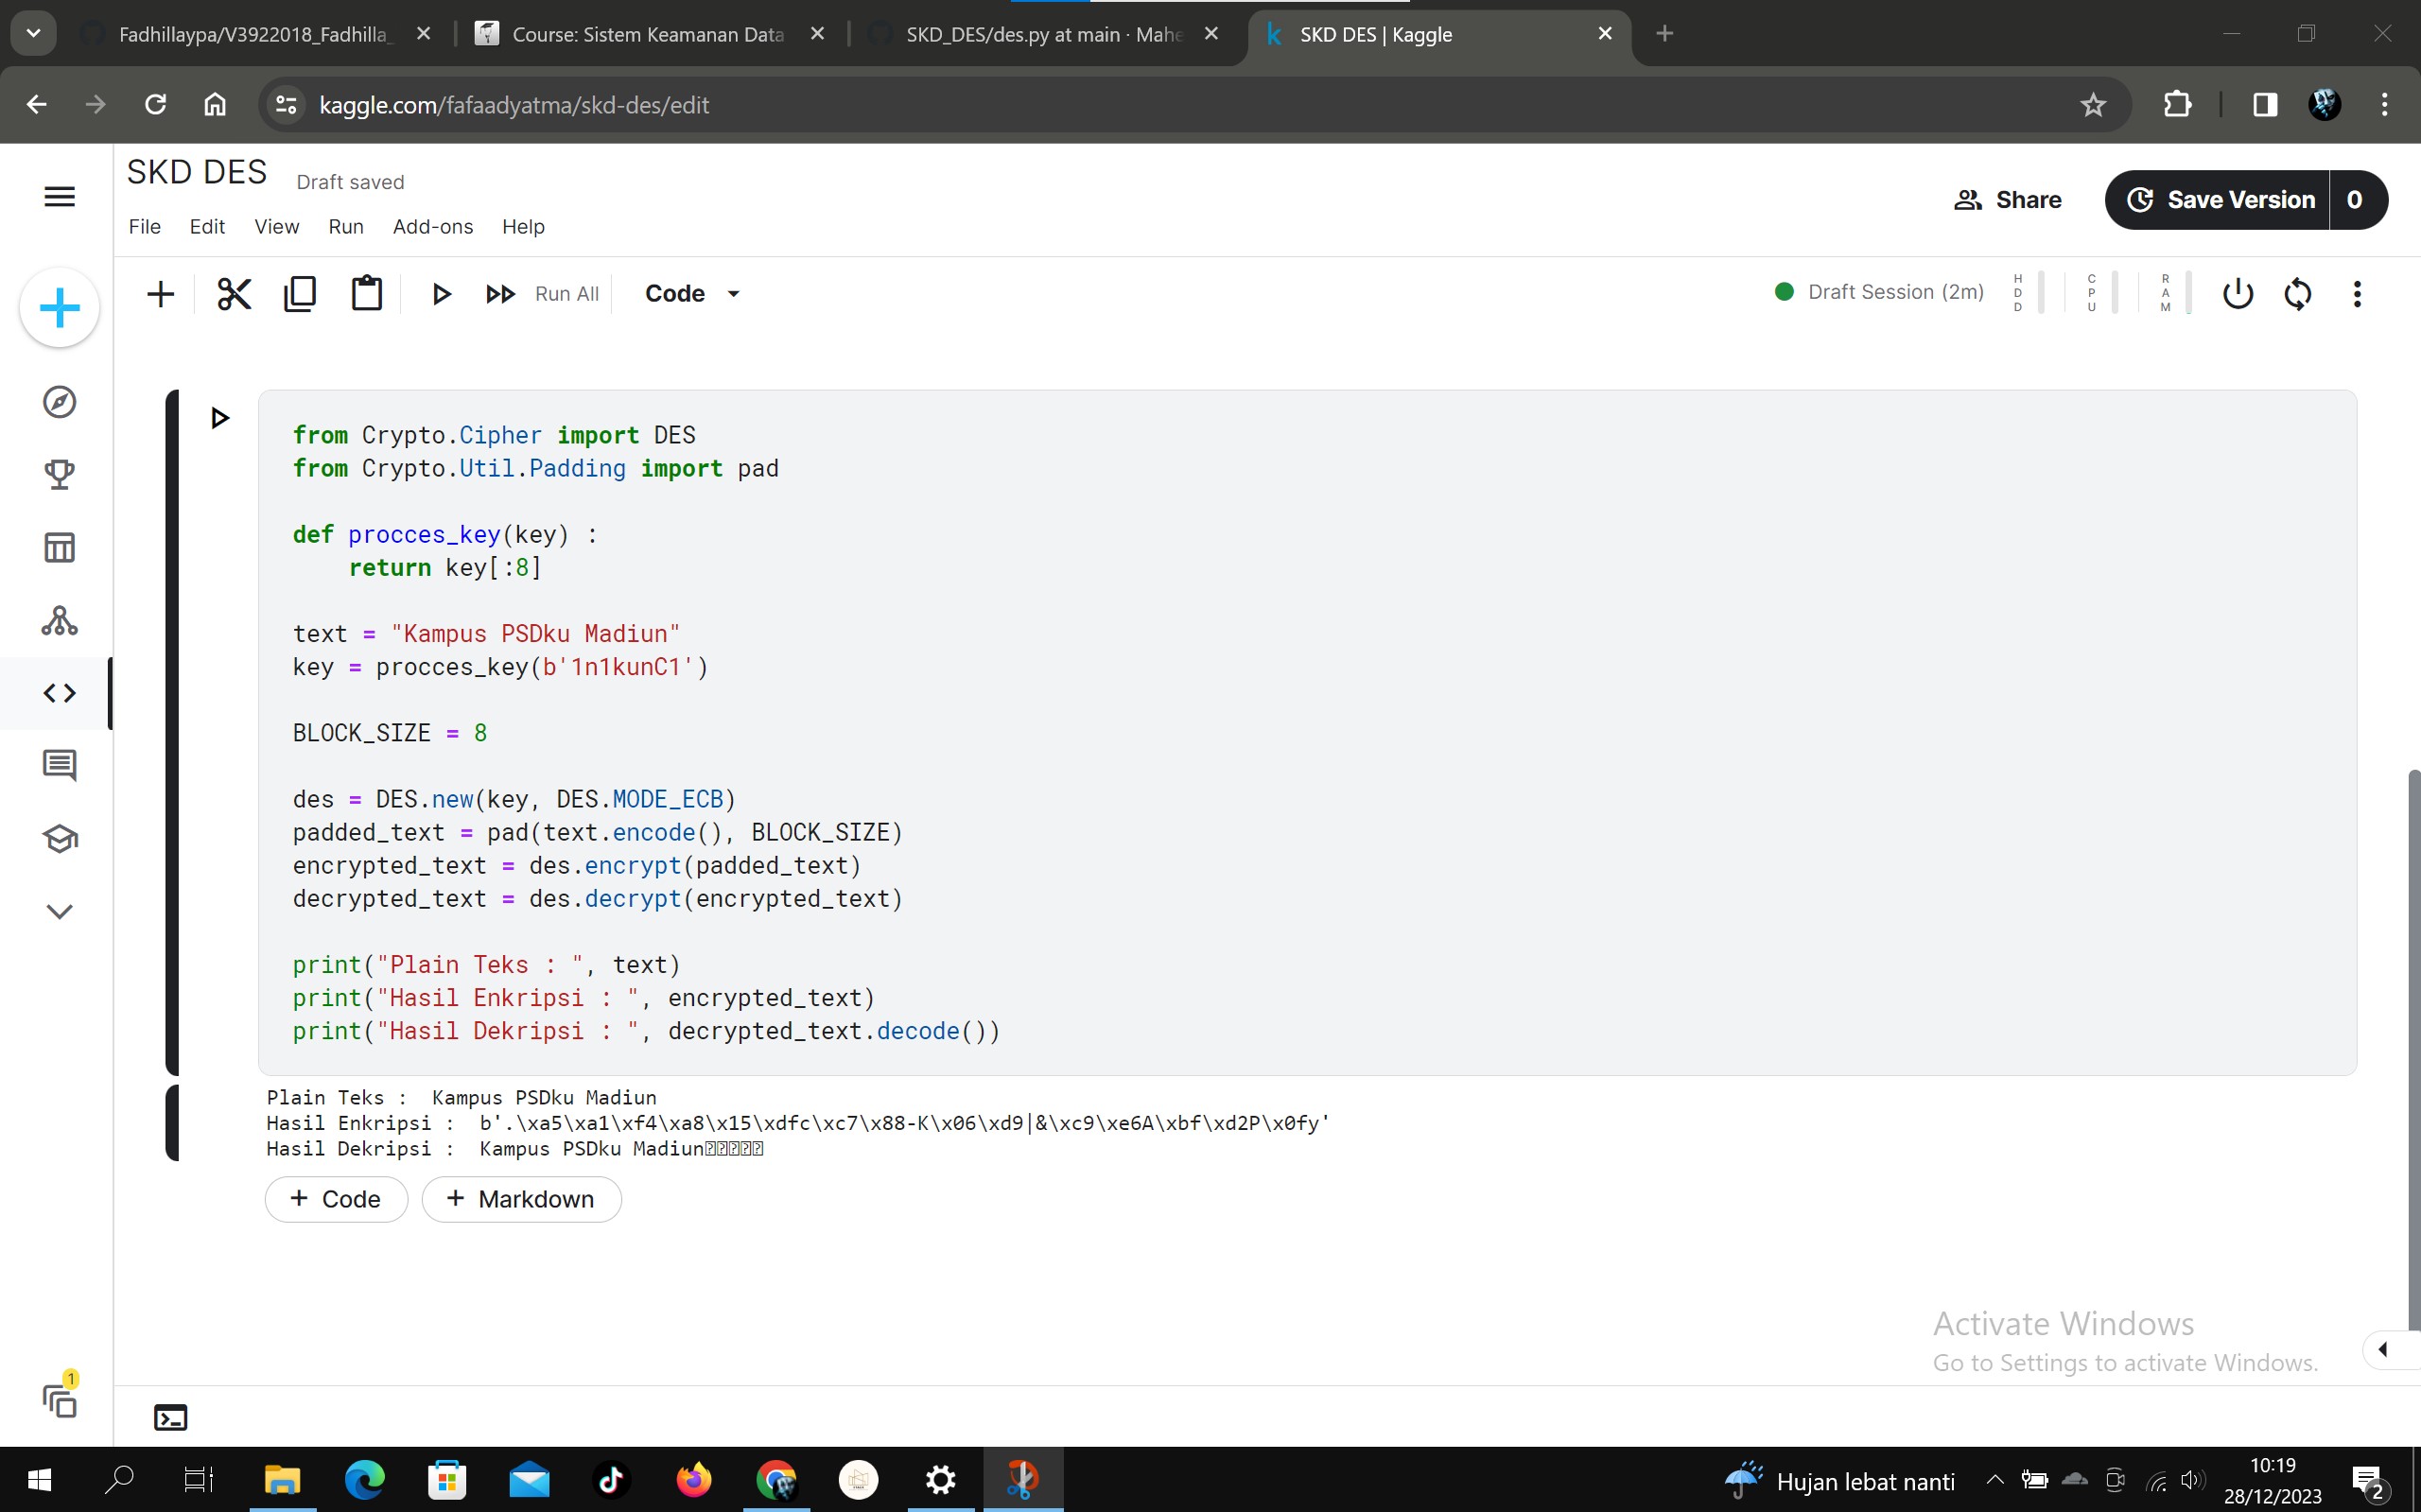 Fadhillaypa/V3922018_Fadhilla_
Course: Sistem Keamanan Data
SKD_DES/des.py at main · Mahe
SKD DES | Kaggle
kaggle.com/fafaadyatma/skd-des/edit
SKD DES
Draft saved
File Edit View Run Add-ons Help
Share
Save Version 0
Run All
Code
Draft Session (2m)
HDD
CPU
RAM
from Crypto.Cipher import DES
from Crypto.Util.Padding import pad
def procces_key(key) :
    return key[:8]
text = "Kampus PSDku Madiun"
key = procces_key(b'1n1kunC1')
BLOCK_SIZE = 8
des = DES.new(key, DES.MODE_ECB)
padded_text = pad(text.encode(), BLOCK_SIZE)
encrypted_text = des.encrypt(padded_text)
decrypted_text = des.decrypt(encrypted_text)
print("Plain Teks : ", text)
print("Hasil Enkripsi : ", encrypted_text)
print("Hasil Dekripsi : ", decrypted_text.decode())
Plain Teks :  Kampus PSDku Madiun
Hasil Enkripsi :  b'.\xa5\xa1\xf4\xa8\x15\xdfc\xc7\x88-K\x06\xd9|&\xc9\xe6A\xbf\xd2P\x0fy'
Hasil Dekripsi :  Kampus PSDku Madiun
+ Code
+ Markdown
Activate Windows
Go to Settings to activate Windows.
1
Hujan lebat nanti
10:19
28/12/2023
2